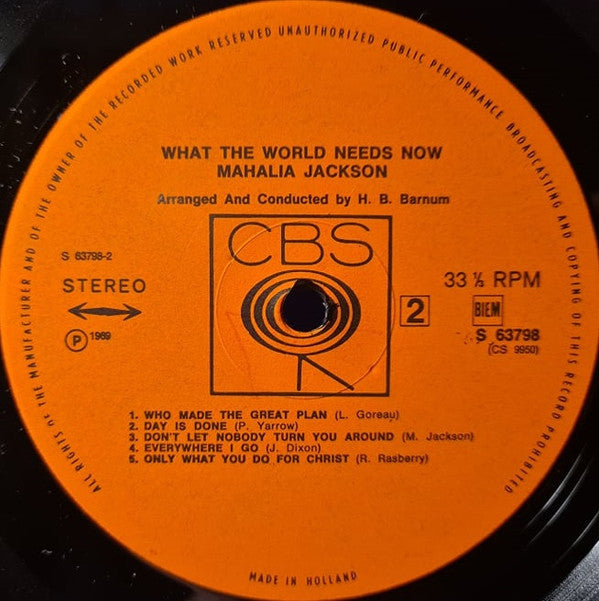 ALL RIGHTS OF THE MANUFACTURER AND OF THE OWNER OF THE RECORDED WORK RESERVED UNAUTHORIZED PUBLIC PERFORMANCE BROADCASTING AND COPYING OF THIS RECORD PROHIBITED
WHAT THE WORLD NEEDS NOW
MAHALIA JACKSON
Arranged And Conducted by H. B. Barnum
CBS
S 63798-2
STEREO
33 ⅓ RPM
2
BIEM
℗ 1969
S 63798
(CS 9950)
1. WHO MADE THE GREAT PLAN (L. Goreau)
2. DAY IS DONE (P. Yarrow)
3. DON'T LET NOBODY TURN YOU AROUND (M. Jackson)
4. EVERYWHERE I GO (J. Dixon)
5. ONLY WHAT YOU DO FOR CHRIST (R. Rasberry)
MADE IN HOLLAND